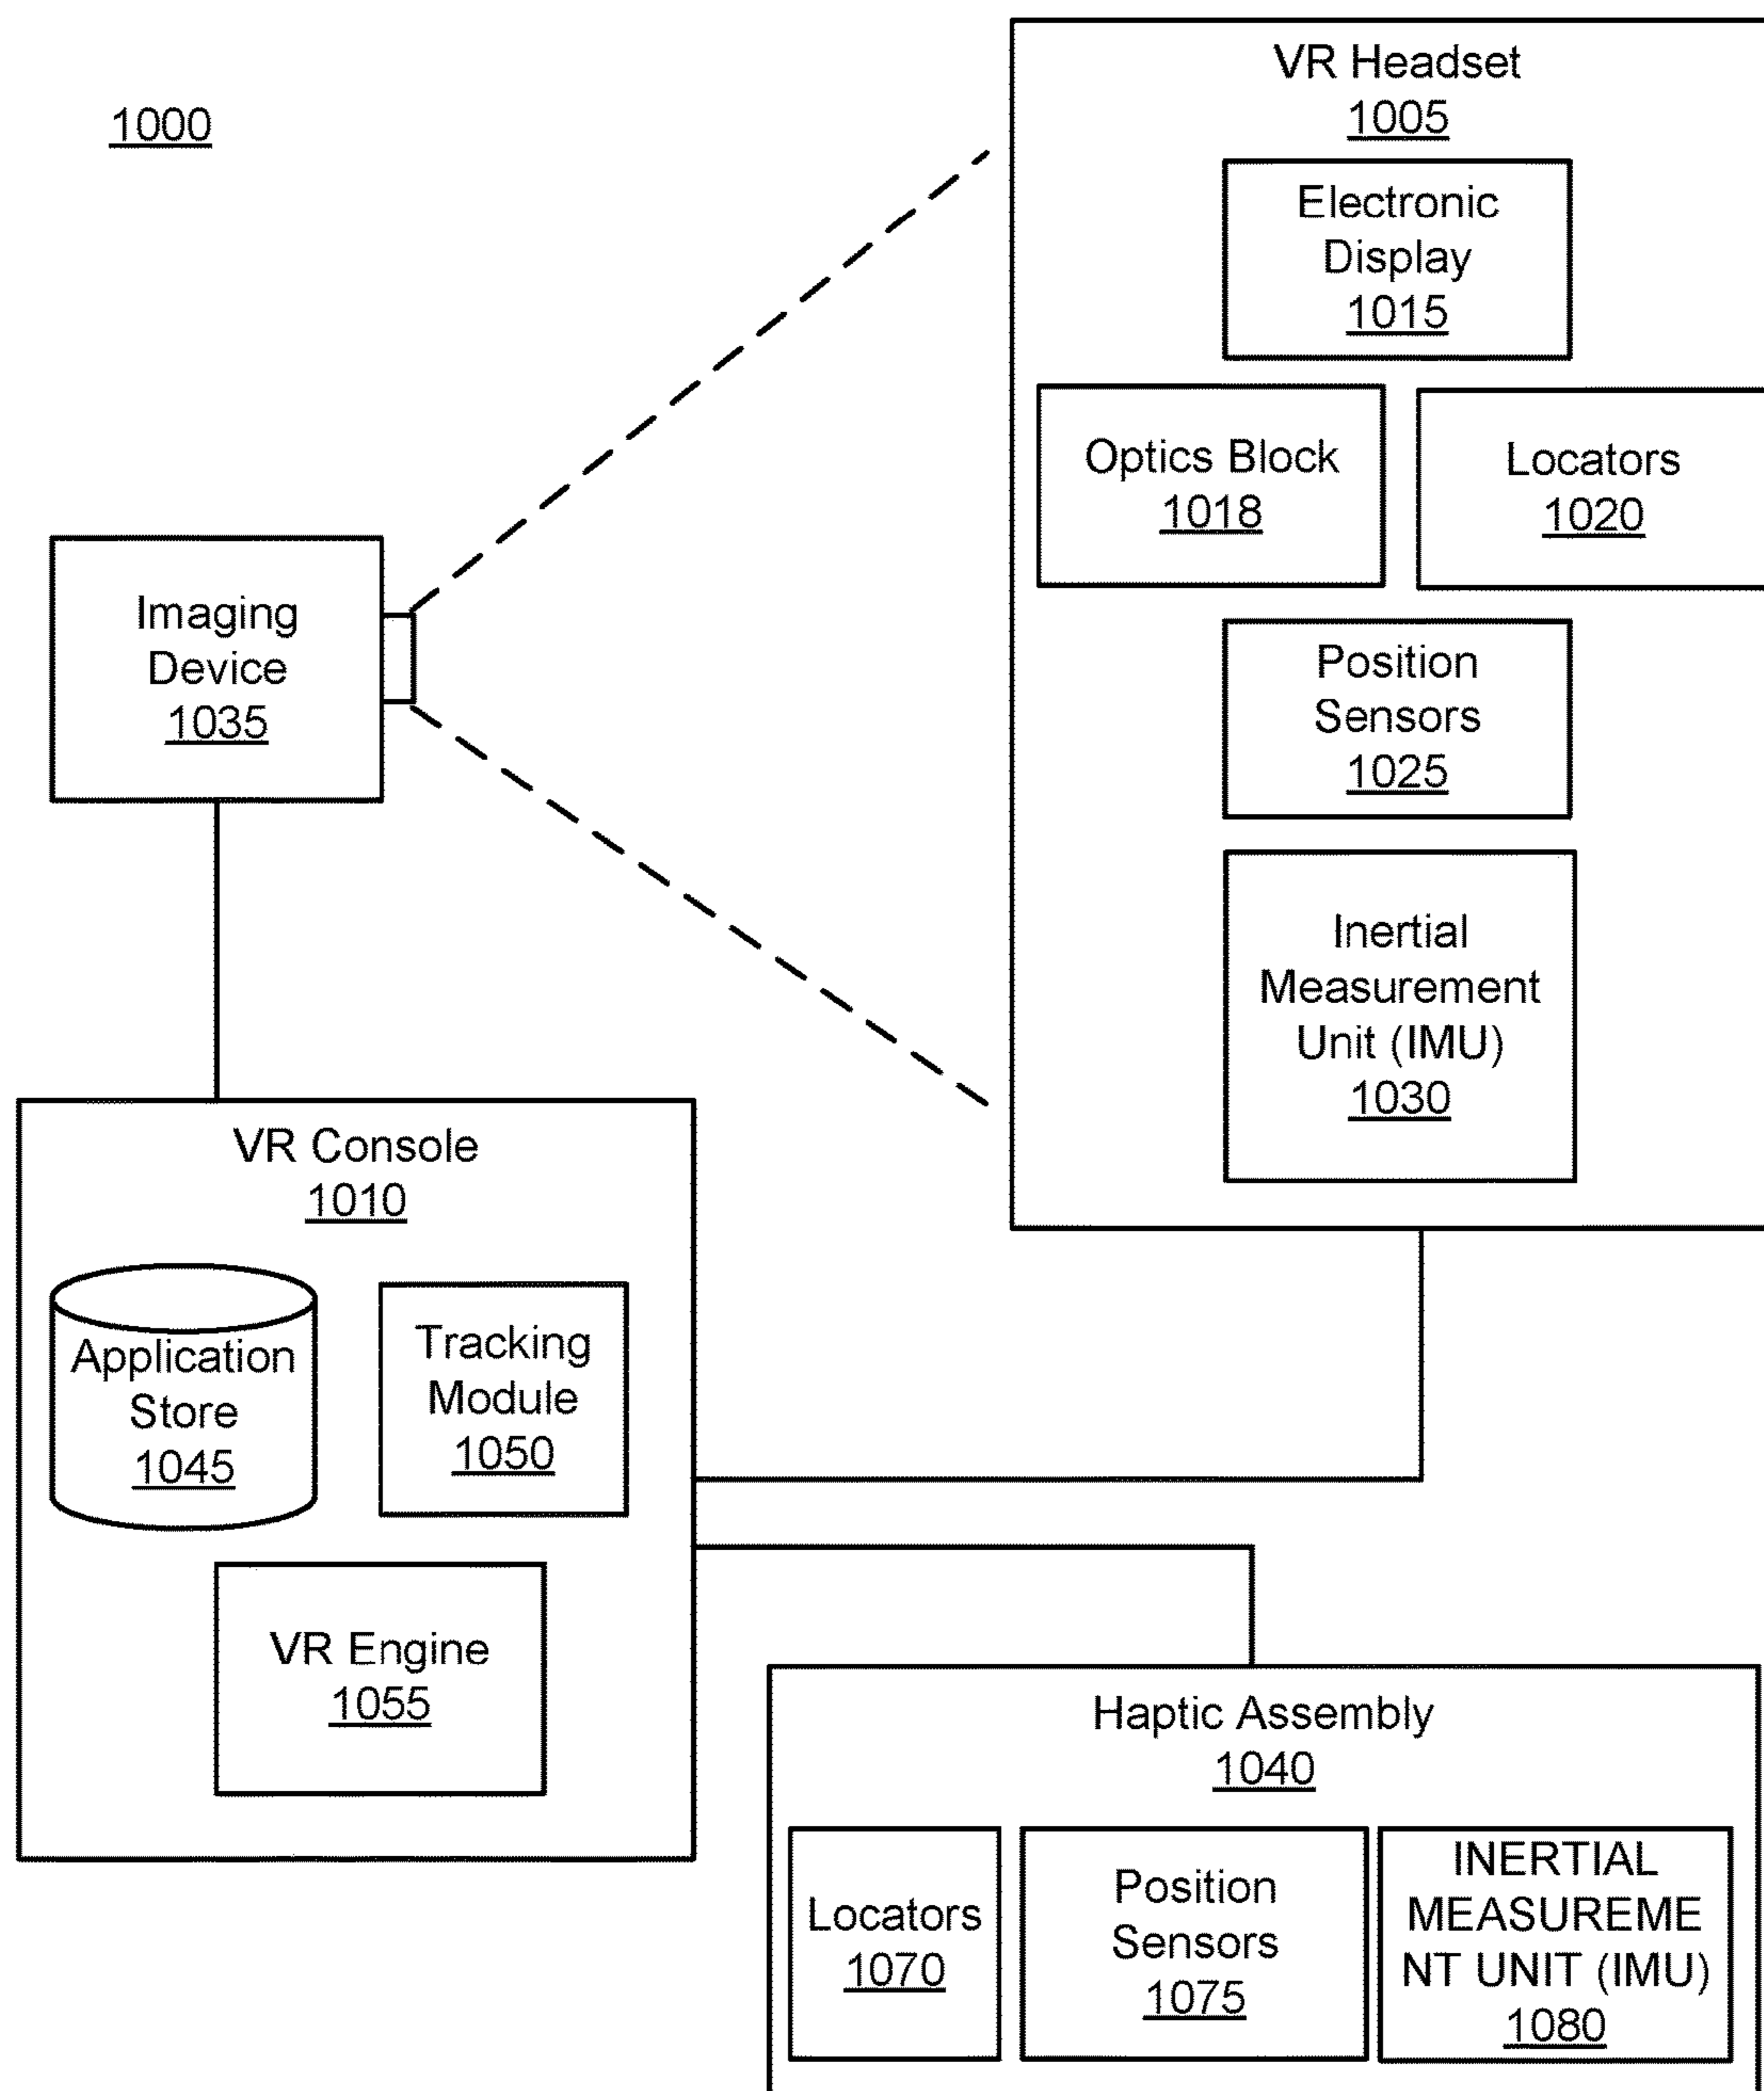 1000
VR Headset
1005
Electronic
Display
1015
Optics Block
1018
Locators
1020
Position
Sensors
1025
Inertial
Measurement
Unit (IMU)
1030
Imaging
Device
1035
VR Console
1010
Application
Store
1045
Tracking
Module
1050
VR Engine
1055
Haptic Assembly
1040
Locators
1070
Position
Sensors
1075
INERTIAL
MEASUREME
NT UNIT (IMU)
1080